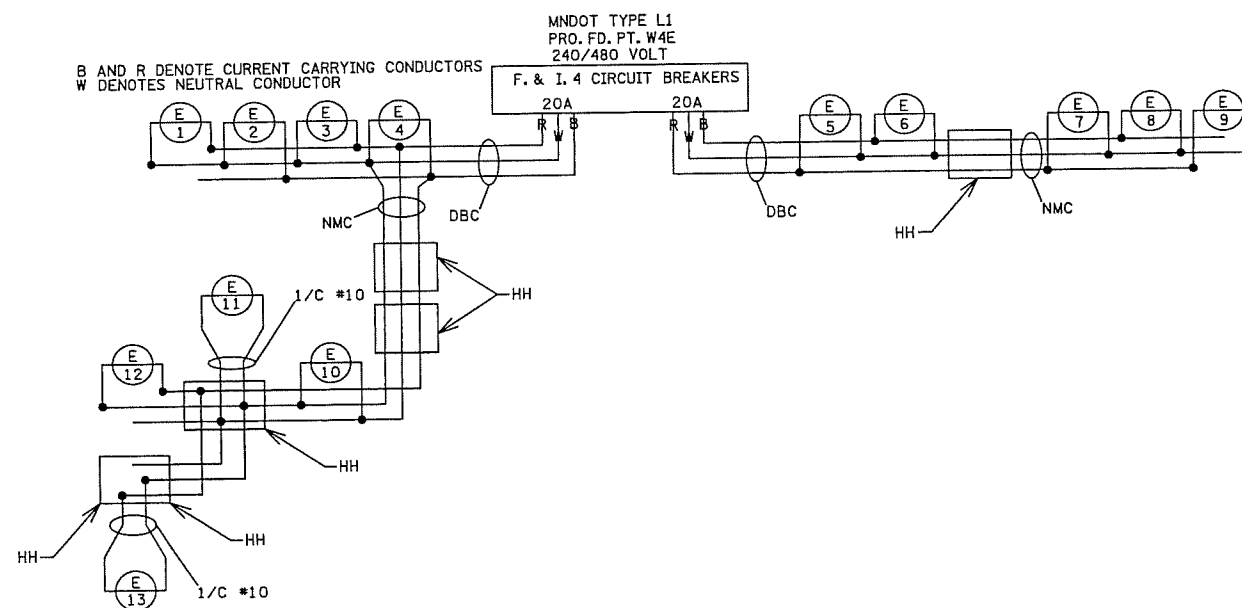 MNDOT TYPE L1
PRO. FD. PT. W4E
240/480 VOLT
B AND R DENOTE CURRENT CARRYING CONDUCTORS
W DENOTES NEUTRAL CONDUCTOR
F. & I. 4 CIRCUIT BREAKERS
20A 20A
R W B
R W B
E 1
E 2
E 3
E 4
E 5
E 6
E 7
E 8
E 9
NMC
DBC
DBC
HH
NMC
E 11
1/C #10
HH
E 12
E 10
HH
HH
HH
1/C #10
E 13